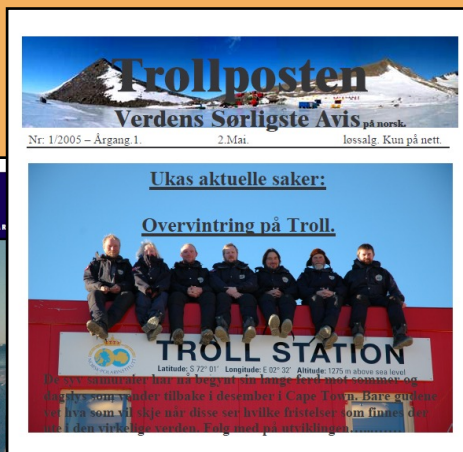 Trollposten
Verdens Sørligste Avis på norsk.
Nr: 1/2005 – Årgang.1. 2.Mai. løssalg. Kun på nett.
Ukas aktuelle saker:
Overvintring på Troll.
TROLL STATION
Latitude: S 72° 01' Longitude: E 02° 32' Altitude: 1275 m above sea level
De syv samuraier har nå begynt sin lange ferd mot sommer og
dagslys som vender tilbake i desember i Cape Town. Bare gudene
vet hva som vil skje når disse ser hvilke fristelser som finnes der
ute i den virkelige verden. Følg med på utviklingen